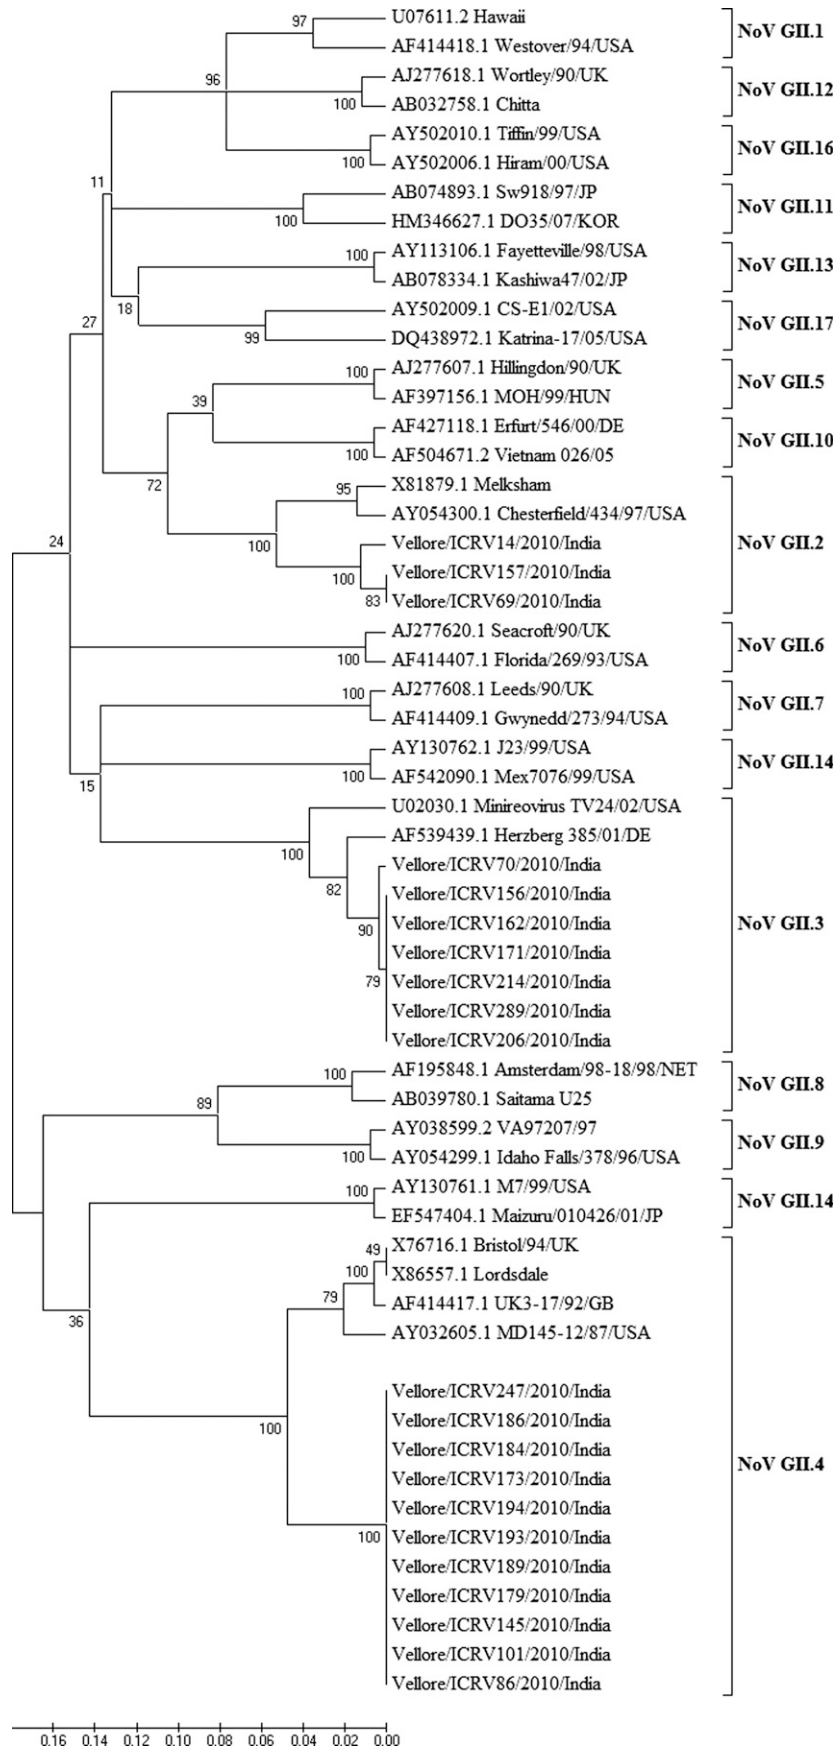 97 U07611.2 Hawaii
AF414418.1 Westover/94/USA
NoV GII.1
96
AJ277618.1 Wortley/90/UK
100 AB032758.1 Chitta
NoV GII.12
AY502010.1 Tiffin/99/USA
100 AY502006.1 Hiram/00/USA
NoV GII.16
11
AB074893.1 Sw918/97/JP
100 HM346627.1 DO35/07/KOR
NoV GII.11
100 AY113106.1 Fayetteville/98/USA
AB078334.1 Kashiwa47/02/JP
NoV GII.13
18
AY502009.1 CS-E1/02/USA
99 DQ438972.1 Katrina-17/05/USA
NoV GII.17
27
100 AJ277607.1 Hillingdon/90/UK
AF397156.1 MOH/99/HUN
NoV GII.5
39
AF427118.1 Erfurt/546/00/DE
100 AF504671.2 Vietnam 026/05
NoV GII.10
72
95 X81879.1 Melksham
AY054300.1 Chesterfield/434/97/USA
100
Vellore/ICRV14/2010/India
100 Vellore/ICRV157/2010/India
83 Vellore/ICRV69/2010/India
NoV GII.2
24
AJ277620.1 Seacroft/90/UK
100 AF414407.1 Florida/269/93/USA
NoV GII.6
100 AJ277608.1 Leeds/90/UK
AF414409.1 Gwynedd/273/94/USA
NoV GII.7
AY130762.1 J23/99/USA
100 AF542090.1 Mex7076/99/USA
NoV GII.14
15
U02030.1 Minireovirus TV24/02/USA
AF539439.1 Herzberg 385/01/DE
100
Vellore/ICRV70/2010/India
82
Vellore/ICRV156/2010/India
90
Vellore/ICRV162/2010/India
Vellore/ICRV171/2010/India
79
Vellore/ICRV214/2010/India
Vellore/ICRV289/2010/India
Vellore/ICRV206/2010/India
NoV GII.3
100 AF195848.1 Amsterdam/98-18/98/NET
AB039780.1 Saitama U25
NoV GII.8
89
AY038599.2 VA97207/97
100 AY054299.1 Idaho Falls/378/96/USA
NoV GII.9
100 AY130761.1 M7/99/USA
EF547404.1 Maizuru/010426/01/JP
NoV GII.14
36
49 X76716.1 Bristol/94/UK
100 X86557.1 Lordsdale
79 AF414417.1 UK3-17/92/GB
AY032605.1 MD145-12/87/USA
100
Vellore/ICRV247/2010/India
Vellore/ICRV186/2010/India
Vellore/ICRV184/2010/India
Vellore/ICRV173/2010/India
Vellore/ICRV194/2010/India
100 Vellore/ICRV193/2010/India
Vellore/ICRV189/2010/India
Vellore/ICRV179/2010/India
Vellore/ICRV145/2010/India
Vellore/ICRV101/2010/India
Vellore/ICRV86/2010/India
NoV GII.4
0.16 0.14 0.12 0.10 0.08 0.06 0.04 0.02 0.00